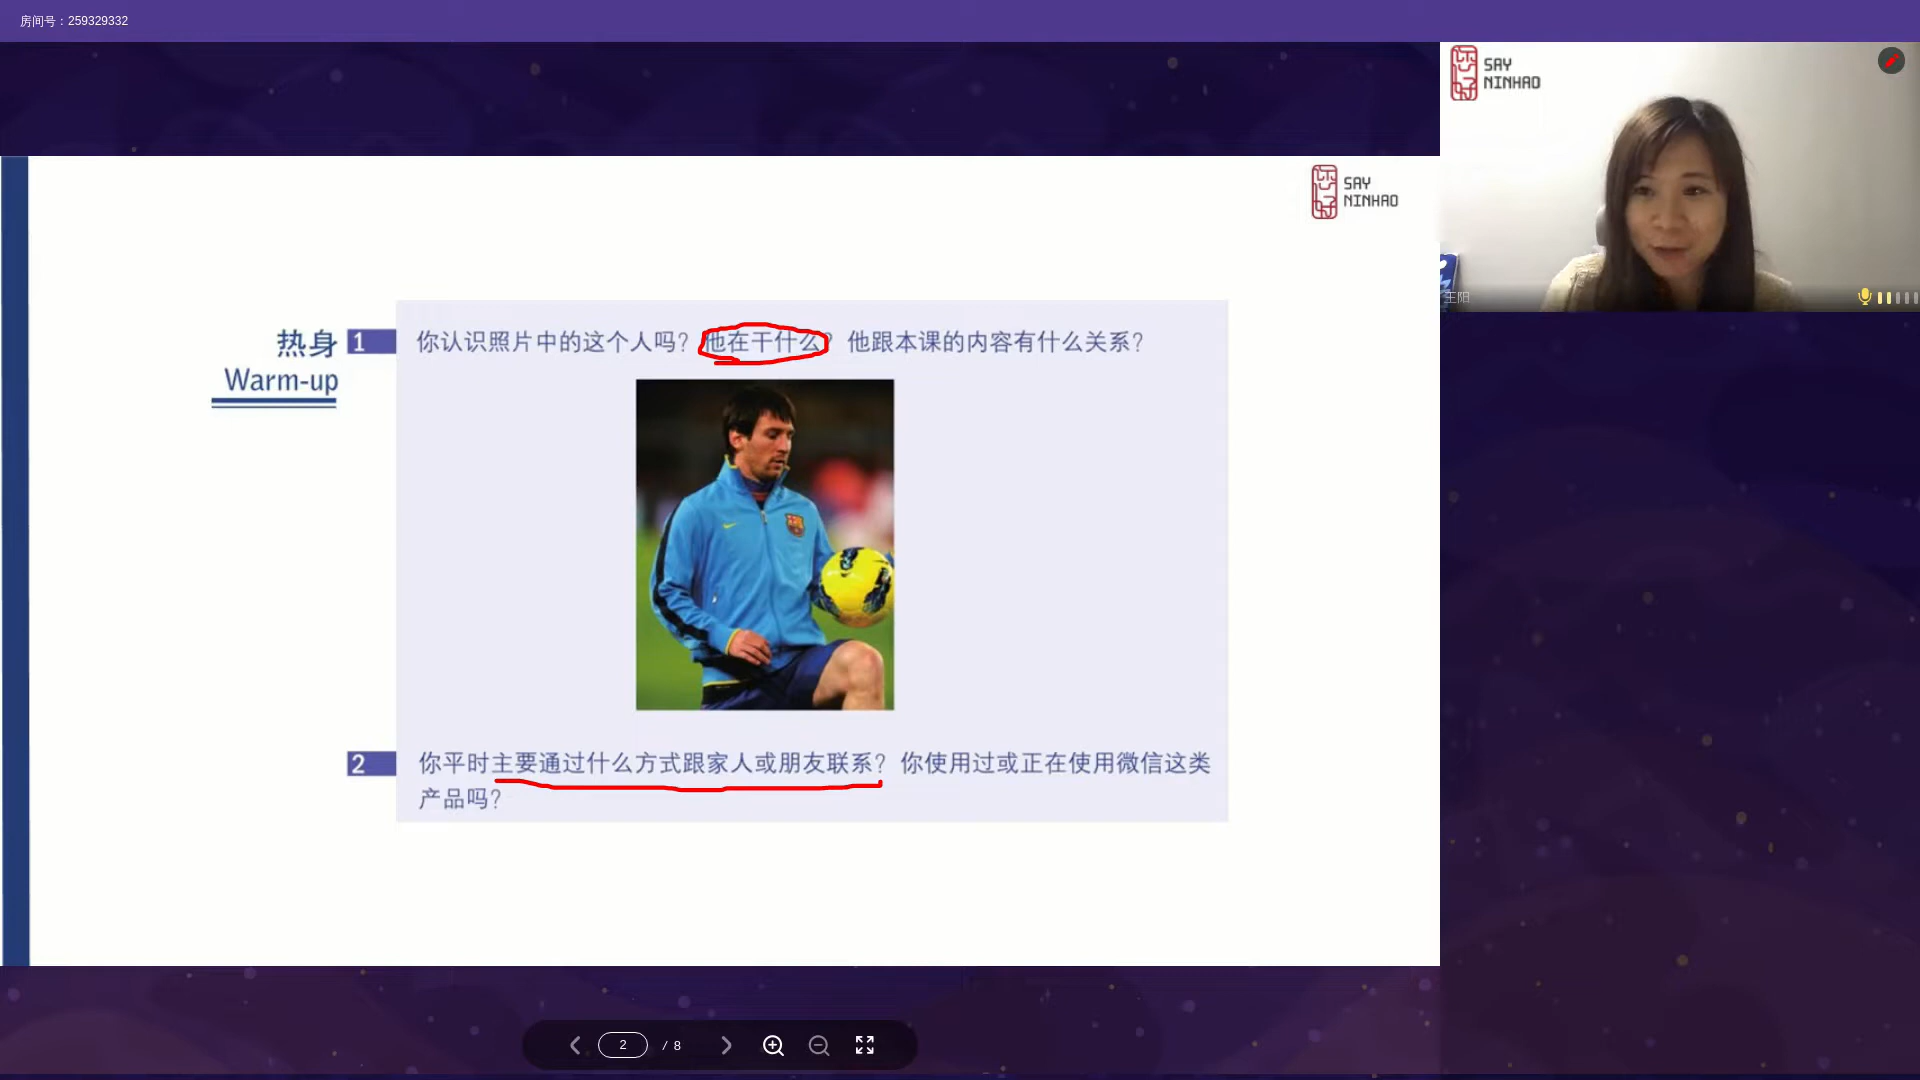 房间号：259329332
SAY
NINHAO
王阳
SAY
NINHAO
热身
Warm-up
1 你认识照片中的这个人吗？他在干什么？他跟本课的内容有什么关系？
2 你平时主要通过什么方式跟家人或朋友联系？你使用过或正在使用微信这类
产品吗？
2 / 8